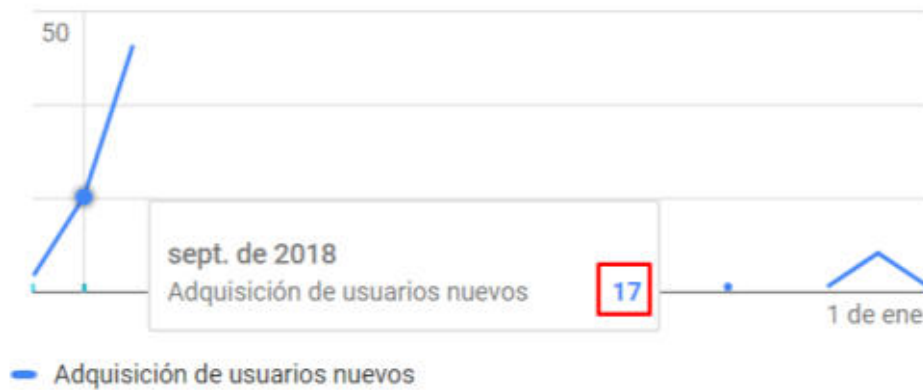 50
sept. de 2018
Adquisición de usuarios nuevos 17
1 de ene
Adquisición de usuarios nuevos